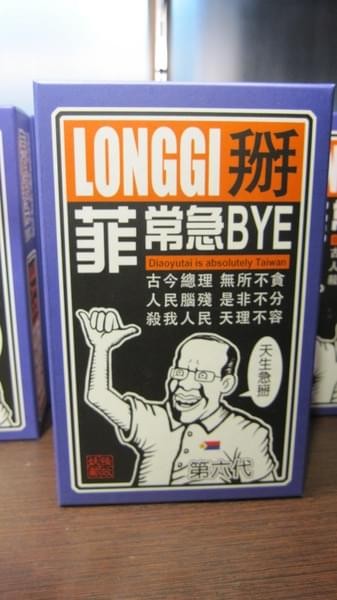 LONGGI 掰
菲常急BYE
Diaoyutai is absolutely Taiwan
古今總理 無所不貪
人民腦殘 是非不分
殺我人民 天理不容
天生急掰
第六代